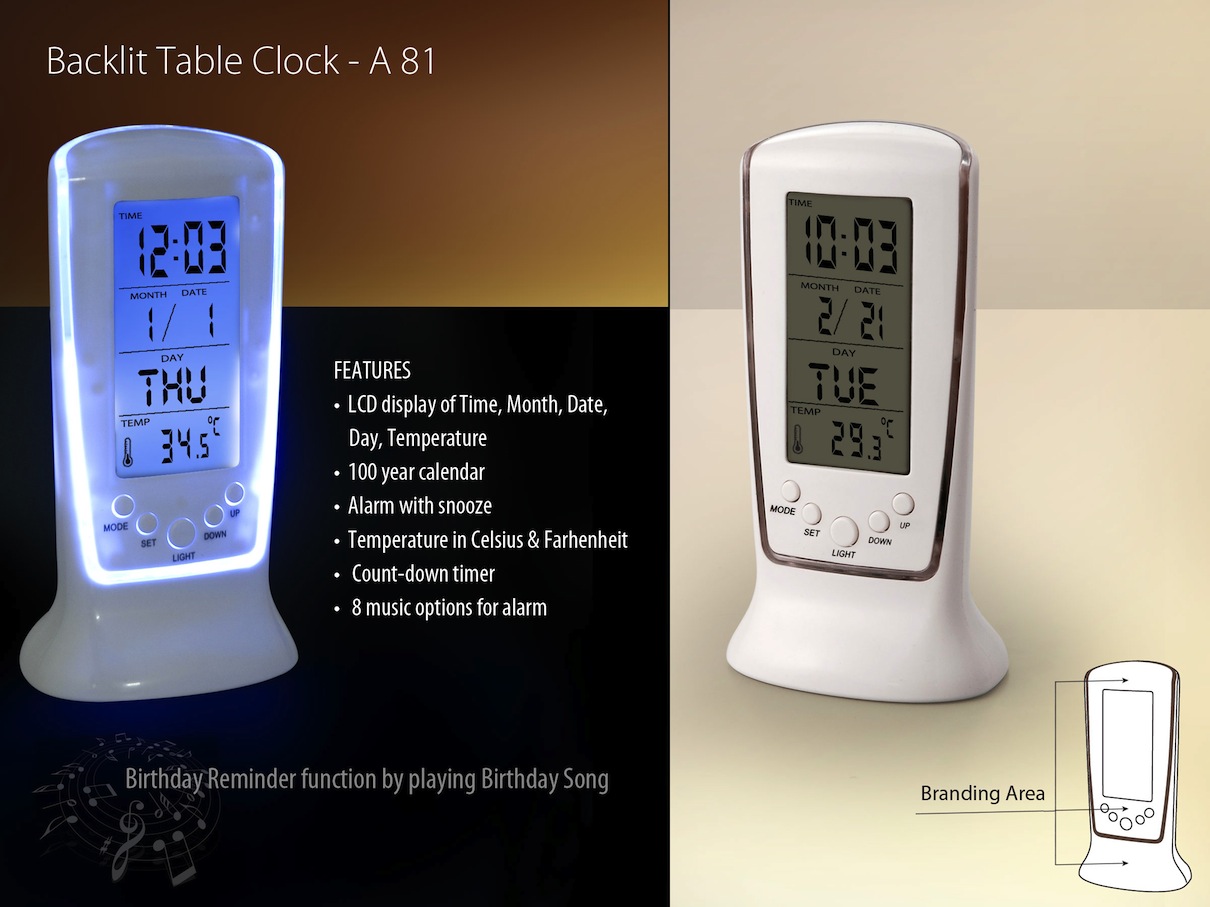 Backlit Table Clock - A 81
TIME
12:03
MONTH DATE
1/ 1
DAY
THU
TEMP
34.5°C
MODE
SET
LIGHT
DOWN
UP
FEATURES
• LCD display of Time, Month, Date,
Day, Temperature
• 100 year calendar
• Alarm with snooze
• Temperature in Celsius & Farhenheit
• Count-down timer
• 8 music options for alarm
Birthday Reminder function by playing Birthday Song
TIME
10:03
MONTH DATE
2/ 21
DAY
TUE
TEMP
29.3°C
MODE
SET
LIGHT
DOWN
UP
Branding Area